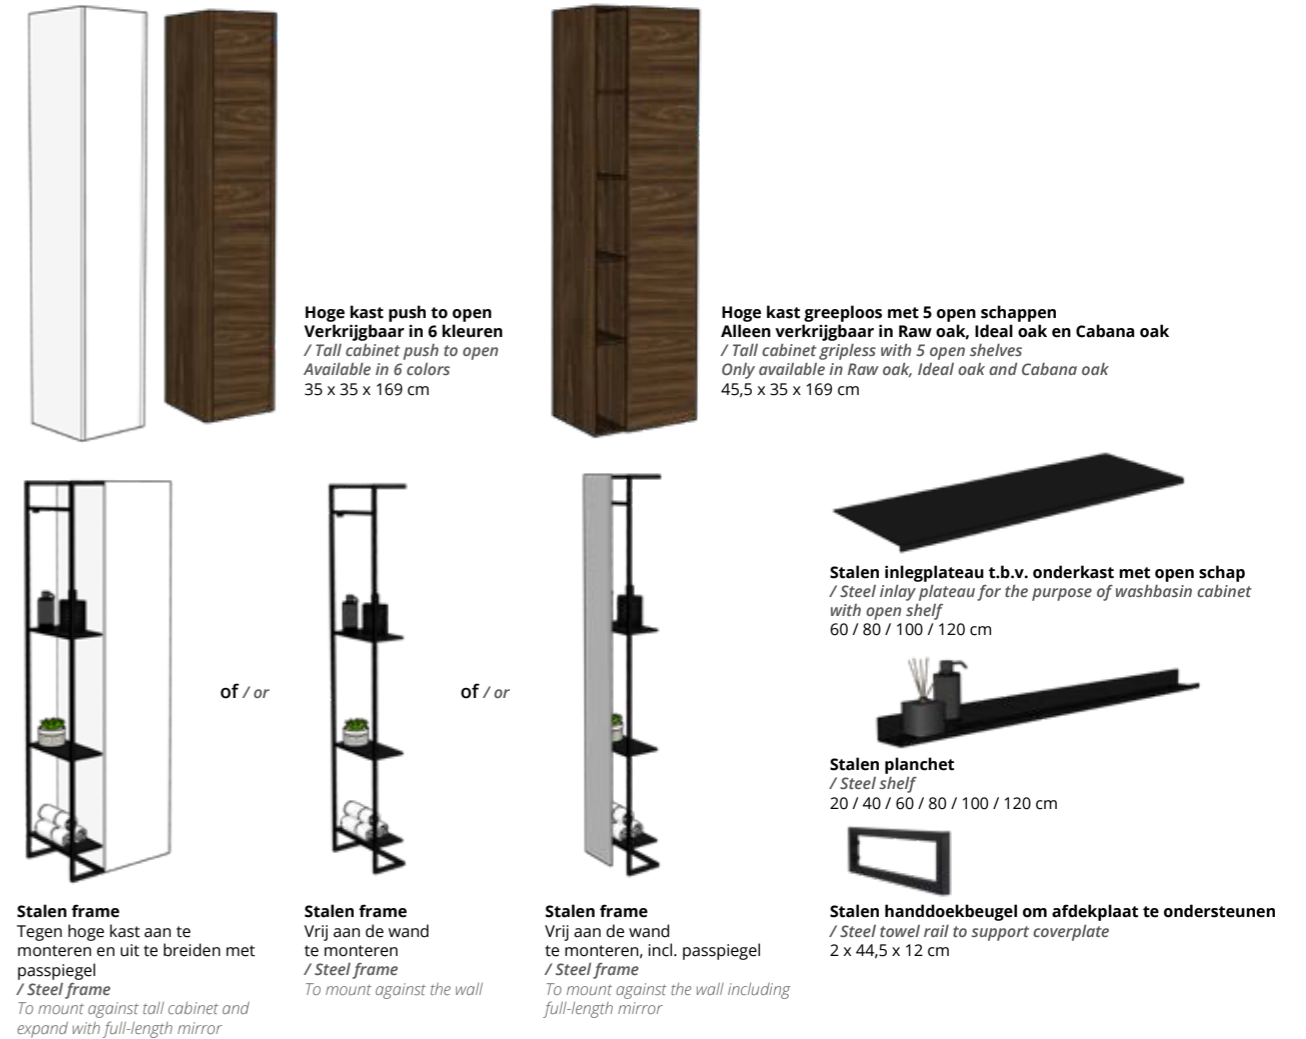 Hoge kast push to open
Verkrijgbaar in 6 kleuren
/ Tall cabinet push to open
Available in 6 colors
35 x 35 x 169 cm
Hoge kast greeploos met 5 open schappen
Alleen verkrijgbaar in Raw oak, Ideal oak en Cabana oak
/ Tall cabinet gripless with 5 open shelves
Only available in Raw oak, Ideal oak and Cabana oak
45,5 x 35 x 169 cm
of / or
of / or
Stalen inlegplateau t.b.v. onderkast met open schap
/ Steel inlay plateau for the purpose of washbasin cabinet
with open shelf
60 / 80 / 100 / 120 cm
Stalen planchet
/ Steel shelf
20 / 40 / 60 / 80 / 100 / 120 cm
Stalen frame
Tegen hoge kast aan te
monteren en uit te breiden met
passpiegel
/ Steel frame
To mount against tall cabinet and
expand with full-length mirror
Stalen frame
Vrij aan de wand
te monteren
/ Steel frame
To mount against the wall
Stalen frame
Vrij aan de wand
te monteren, incl. passpiegel
/ Steel frame
To mount against the wall including
full-length mirror
Stalen handdoekbeugel om afdekplaat te ondersteunen
/ Steel towel rail to support coverplate
2 x 44,5 x 12 cm